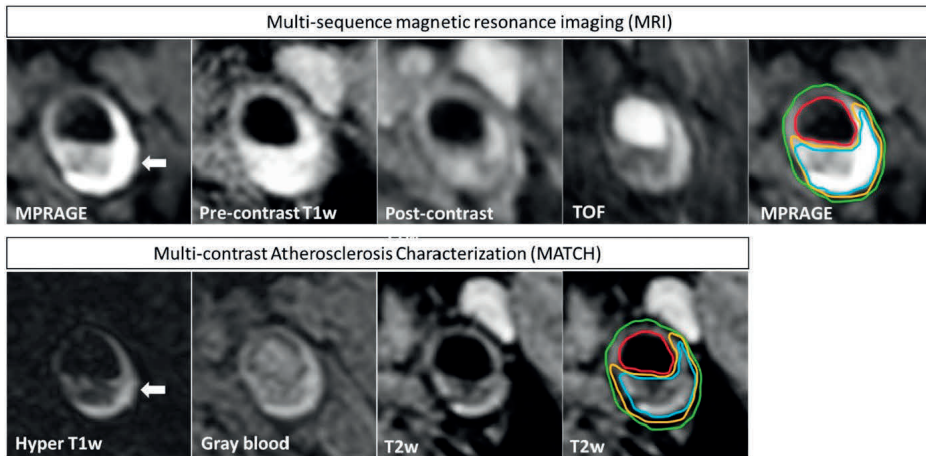 Multi-sequence magnetic resonance imaging (MRI)
MPRAGE
Pre-contrast T1w
Post-contrast
TOF
MPRAGE
Multi-contrast Atherosclerosis Characterization (MATCH)
Hyper T1w
Gray blood
T2w
T2w